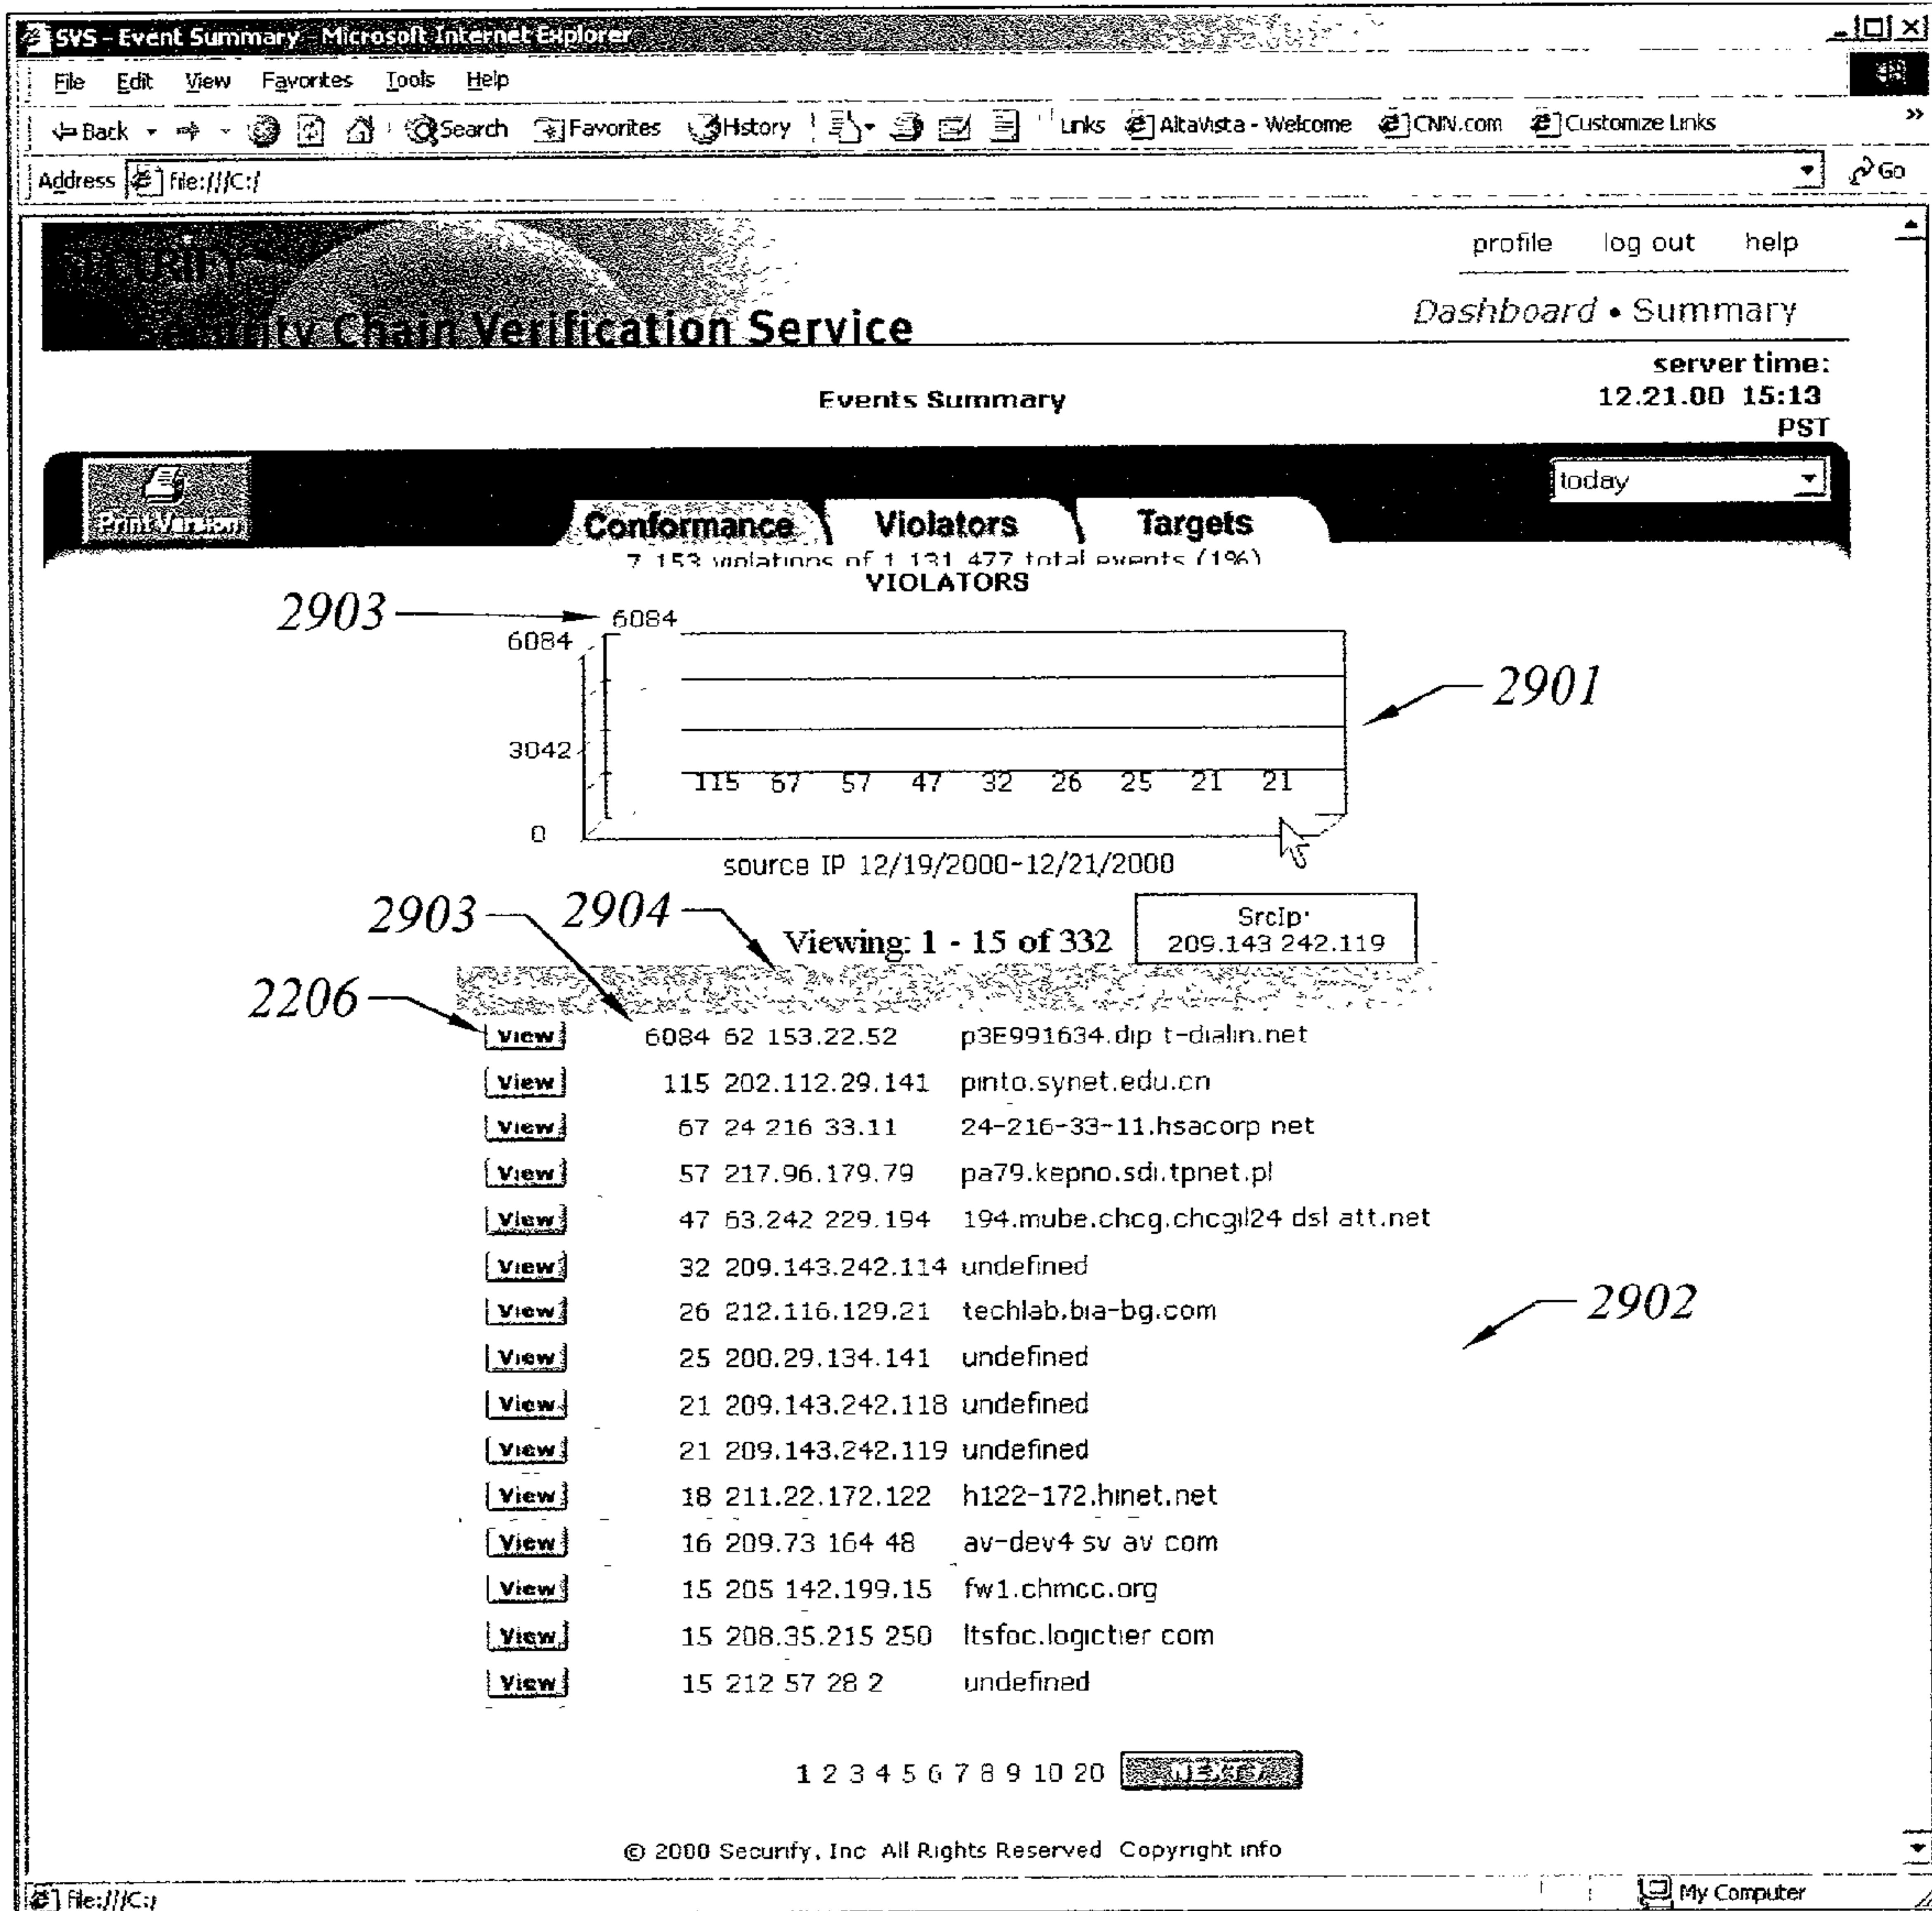 SVS - Event Summary - Microsoft Internet Explorer
File Edit View Favorites Tools Help
Back Search Favorites History Links AltaVista - Welcome CNN.com Customize Links »
Address file:///C:/ Go
SECURIFY profile log out help
Security Chain Verification Service Dashboard • Summary
server time:
Events Summary 12.21.00 15:13
PST
Print Version today
Conformance Violators Targets
7 153 violations of 1 131 477 total events (1%)
VIOLATORS
2903 6084
6084
2901
3042
115 67 57 47 32 26 25 21 21
0
source IP 12/19/2000-12/21/2000
2903 2904 SrcIp:
Viewing: 1 - 15 of 332 209.143 242.119
2206
View 6084 62 153.22.52 p3E991634.dip t-dialin.net
View 115 202.112.29.141 pinto.synet.edu.cn
View 67 24 216 33.11 24-216-33-11.hsacorp net
View 57 217.96.179.79 pa79.kepno.sdi.tpnet.pl
View 47 63.242 229.194 194.mube.chcg.chcgil24 dsl att.net
View 32 209.143.242.114 undefined
View 26 212.116.129.21 techlab.bia-bg.com
2902
View 25 200.29.134.141 undefined
View 21 209.143.242.118 undefined
View 21 209.143.242.119 undefined
View 18 211.22.172.122 h122-172.hinet.net
View 16 209.73 164 48 av-dev4 sv av com
View 15 205 142.199.15 fw1.chmcc.org
View 15 208.35.215 250 ltsfoc.logictier com
View 15 212 57 28 2 undefined
1 2 3 4 5 6 7 8 9 10 20 NEXT
© 2000 Securify, Inc All Rights Reserved Copyright info
file:///C:/ My Computer